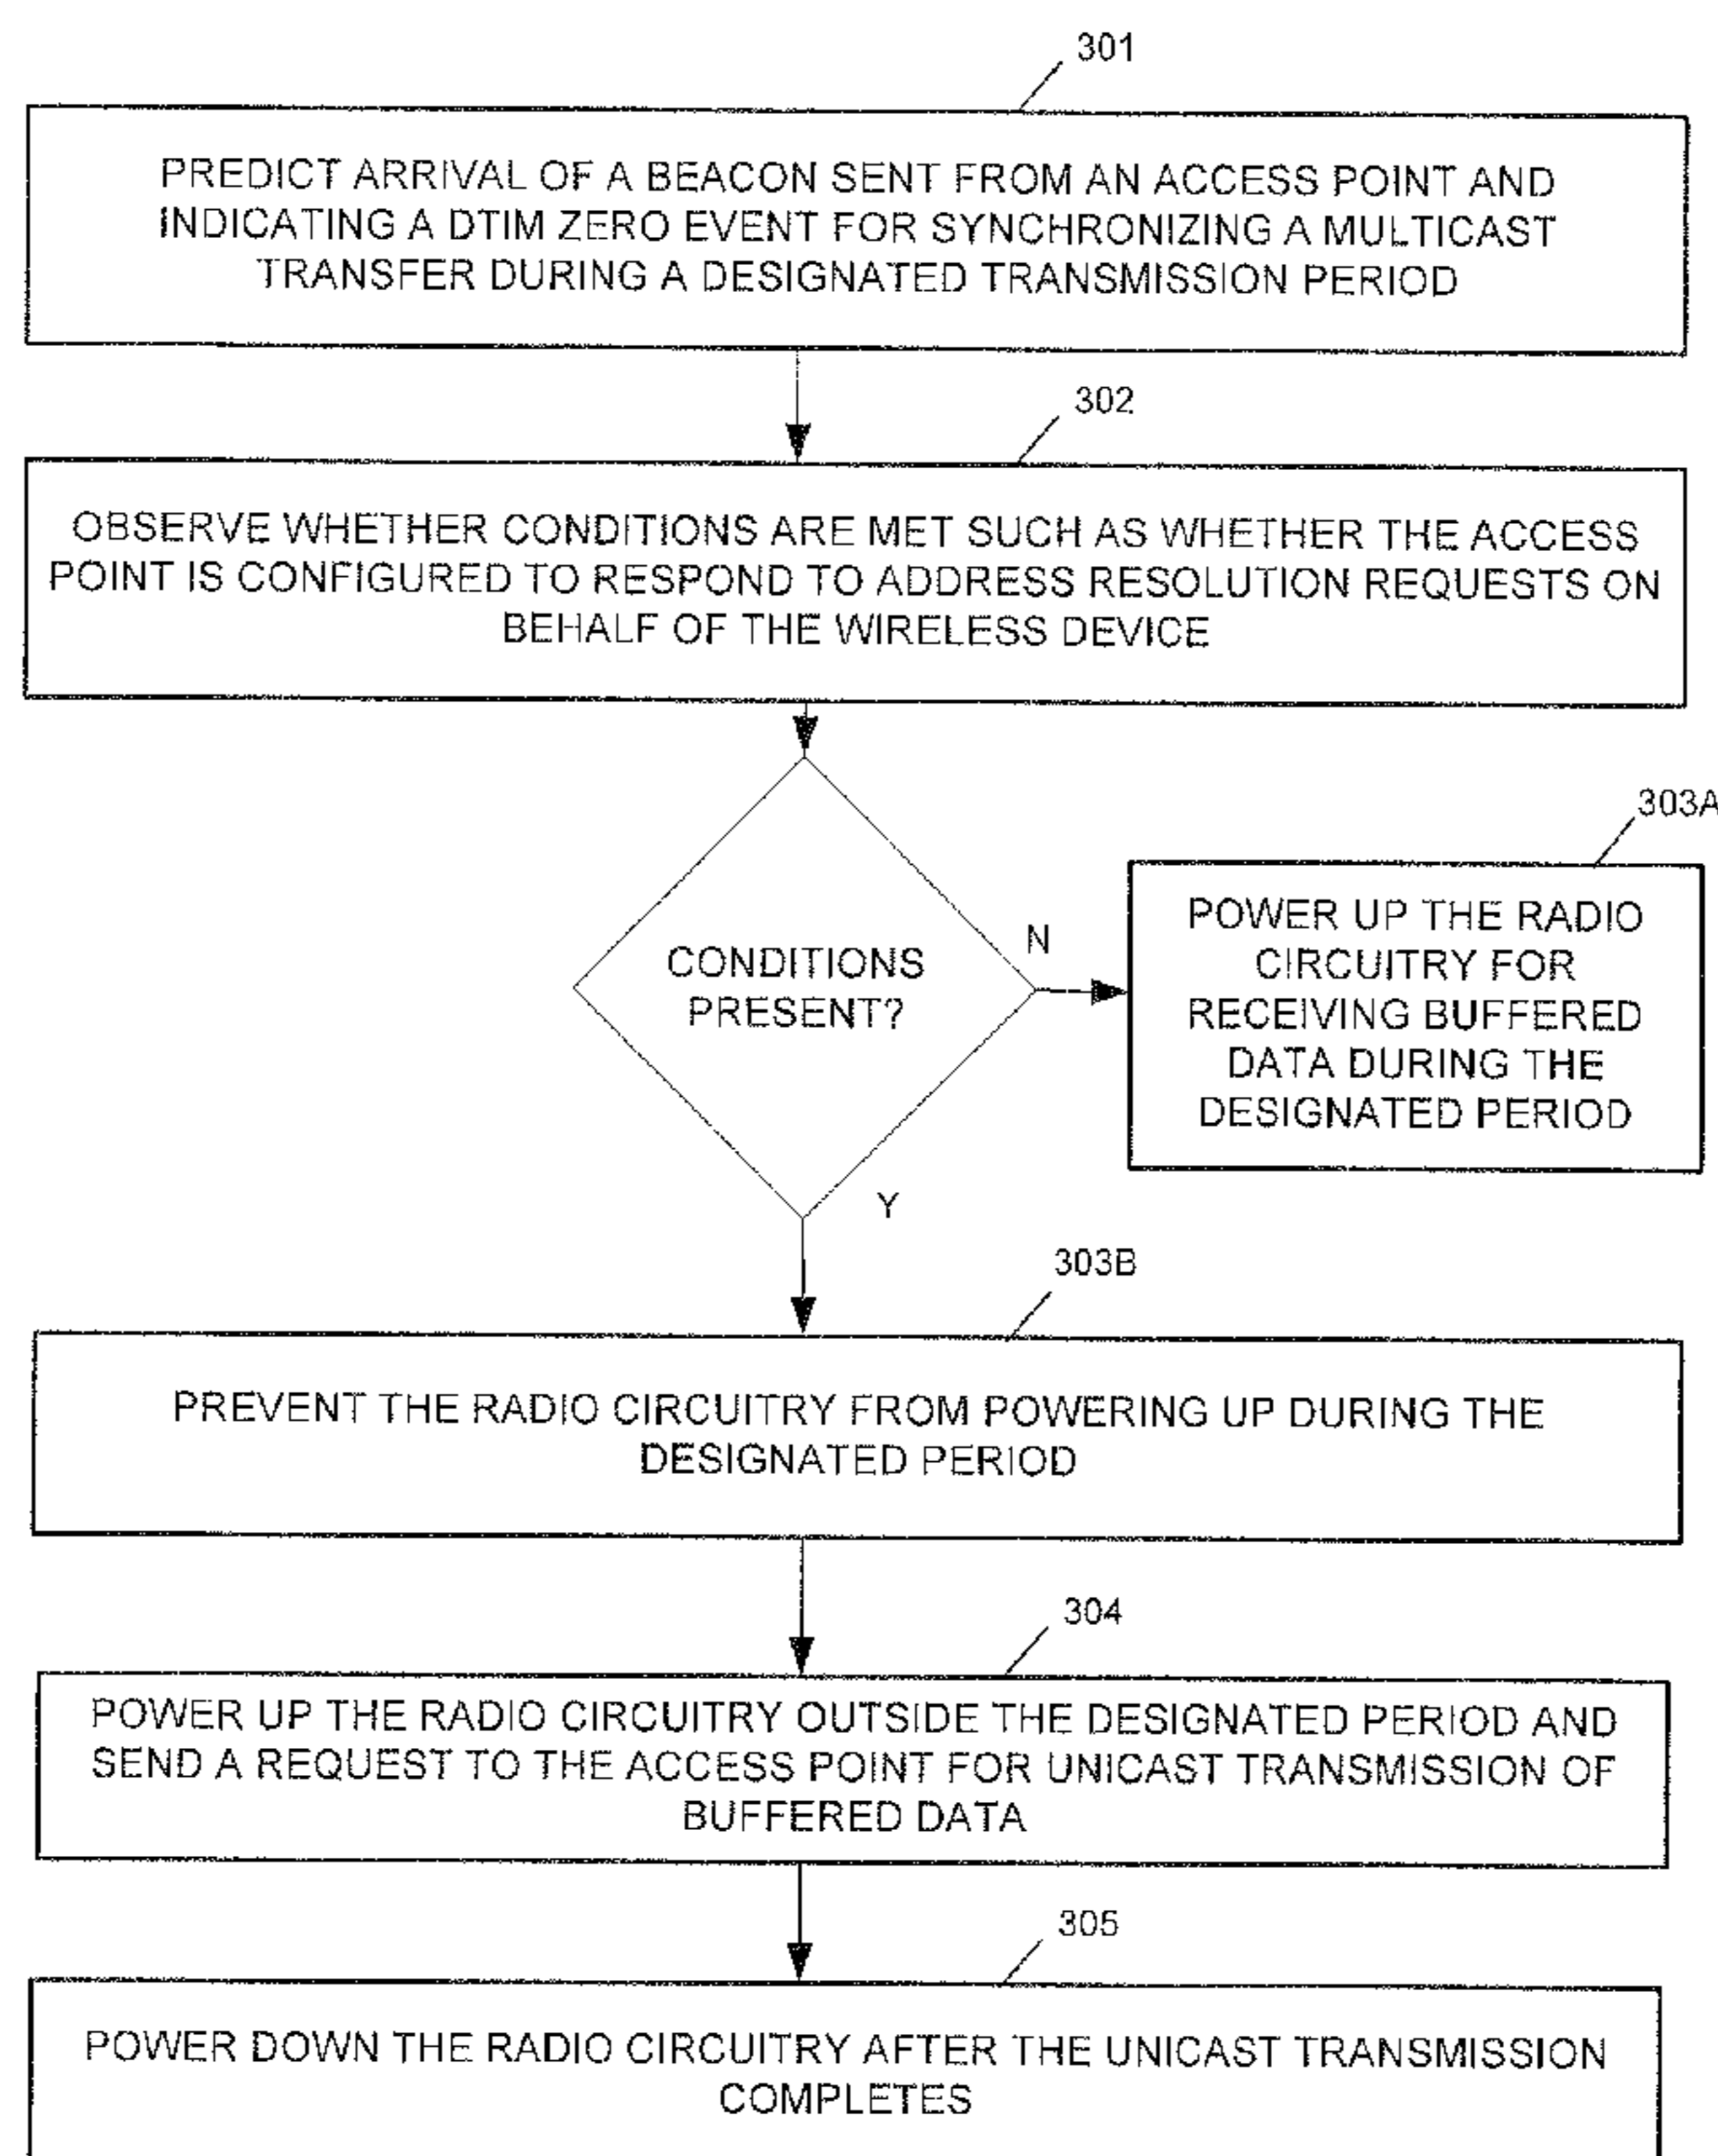 301
PREDICT ARRIVAL OF A BEACON SENT FROM AN ACCESS POINT AND
INDICATING A DTIM ZERO EVENT FOR SYNCHRONIZING A MULTICAST
TRANSFER DURING A DESIGNATED TRANSMISSION PERIOD
302
OBSERVE WHETHER CONDITIONS ARE MET SUCH AS WHETHER THE ACCESS
POINT IS CONFIGURED TO RESPOND TO ADDRESS RESOLUTION REQUESTS ON
BEHALF OF THE WIRELESS DEVICE
303A
POWER UP THE RADIO
CIRCUITRY FOR
RECEIVING BUFFERED
DATA DURING THE
DESIGNATED PERIOD
N
CONDITIONS
PRESENT?
Y
303B
PREVENT THE RADIO CIRCUITRY FROM POWERING UP DURING THE
DESIGNATED PERIOD
304
POWER UP THE RADIO CIRCUITRY OUTSIDE THE DESIGNATED PERIOD AND
SEND A REQUEST TO THE ACCESS POINT FOR UNICAST TRANSMISSION OF
BUFFERED DATA
305
POWER DOWN THE RADIO CIRCUITRY AFTER THE UNICAST TRANSMISSION
COMPLETES